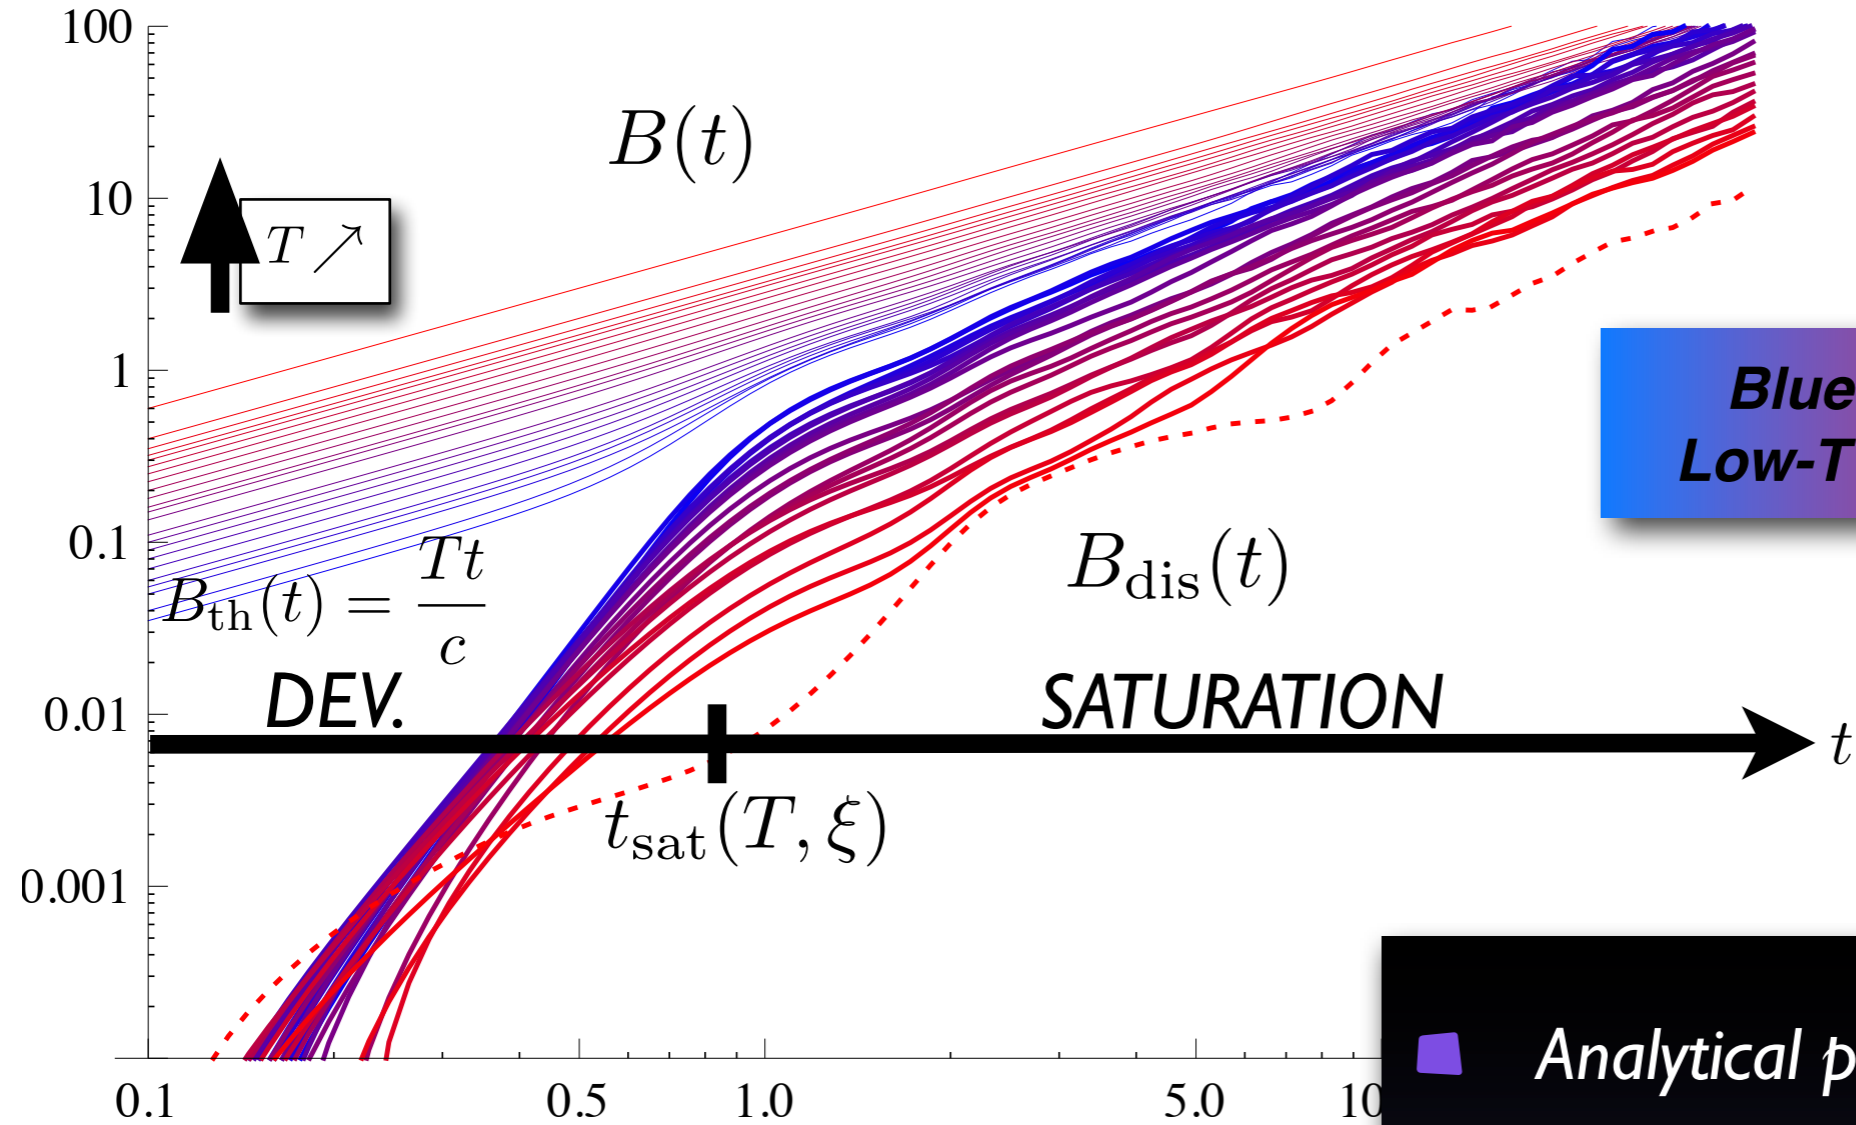 100
B(t)
10
T ↗
1
Blue
Low-T
0.1
B_th(t) = Tt/c
B_dis(t)
DEV.
SATURATION
0.01
t
t_sat(T, ξ)
0.001
Analytical p
0.1 0.5 1.0 5.0 10